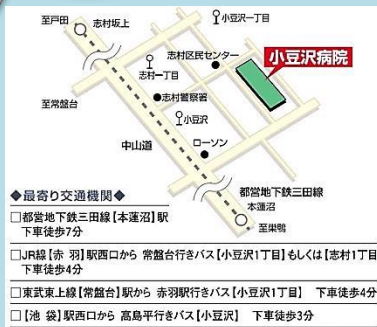 至戸田
志村坂上
小豆沢一丁目
志村区民センター
小豆沢病院
志村一丁目
至常盤台
志村警察署
小豆沢
中山道
ローソン
都営地下鉄三田線
本蓮沼
至巣鴨
◆最寄り交通機関◆
□都営地下鉄三田線【本蓮沼】駅
下車徒歩7分
□JR線【赤 羽】駅西口から 常盤台行きバス【小豆沢1丁目】もしくは【志村1丁目
下車徒歩4分
□東武東上線【常盤台】駅から 赤羽駅行きバス【小豆沢1丁目】 下車徒歩4分
□【池 袋】駅西口から 高島平行きバス【小豆沢】 下車徒歩3分